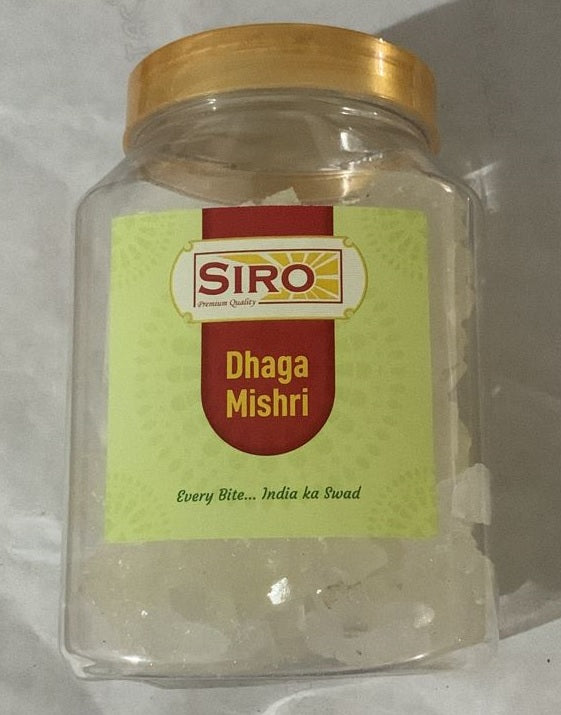 SIRO
Premium Quality
Dhaga
Mishri
Every Bite... India ka Swad